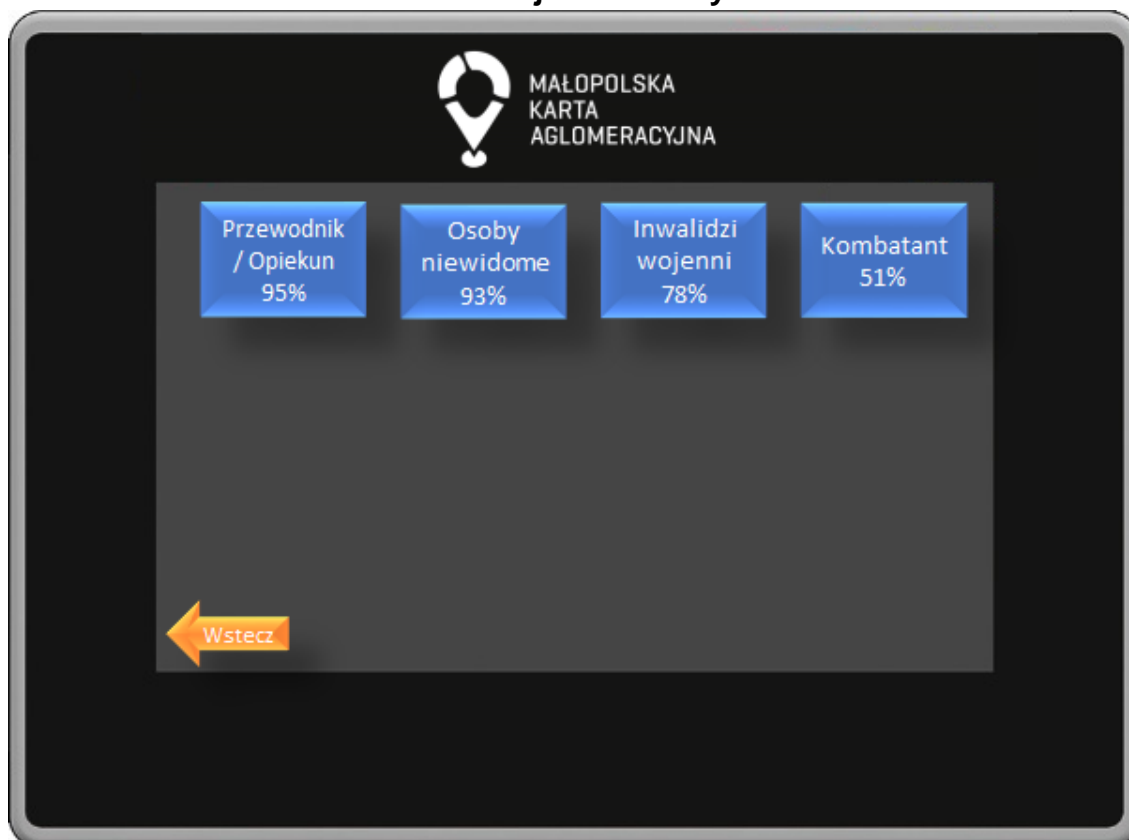 MAŁOPOLSKA
KARTA
AGLOMERACYJNA
Przewodnik
/ Opiekun
95%
Osoby
niewidome
93%
Inwalidzi
wojenni
78%
Kombatant
51%
Wstecz